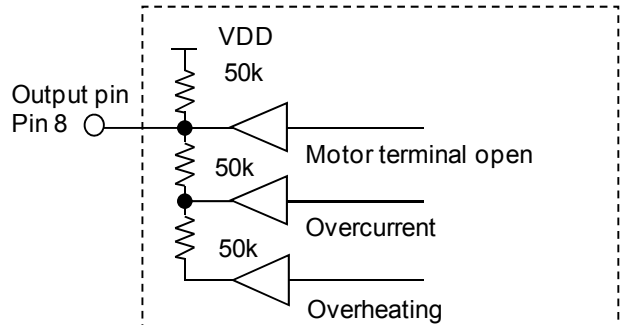 VDD
50k
Output pin
Pin 8
Motor terminal open
50k
Overcurrent
50k
Overheating